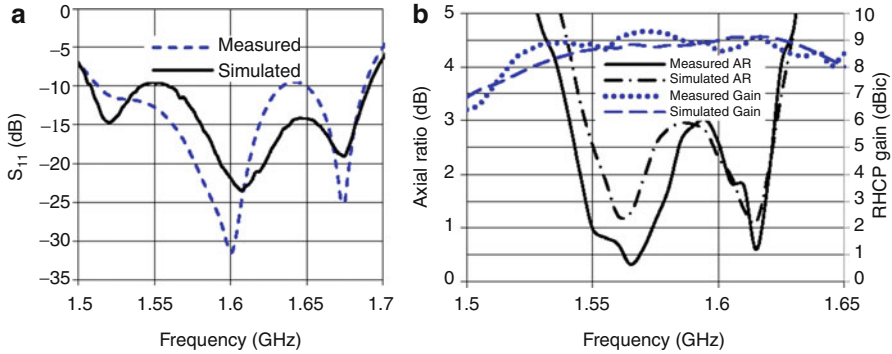 a
0
−5
−10
−15
−20
−25
−30
−35
S11 (dB)
Measured
Simulated
1.5
1.55
1.6
1.65
1.7
Frequency (GHz)
b
5
4
3
2
1
0
Axial ratio (dB)
Measured AR
Simulated AR
Measured Gain
Simulated Gain
10
9
8
7
6
5
4
3
2
1
0
RHCP gain (dBic)
1.5
1.55
1.6
1.65
Frequency (GHz)